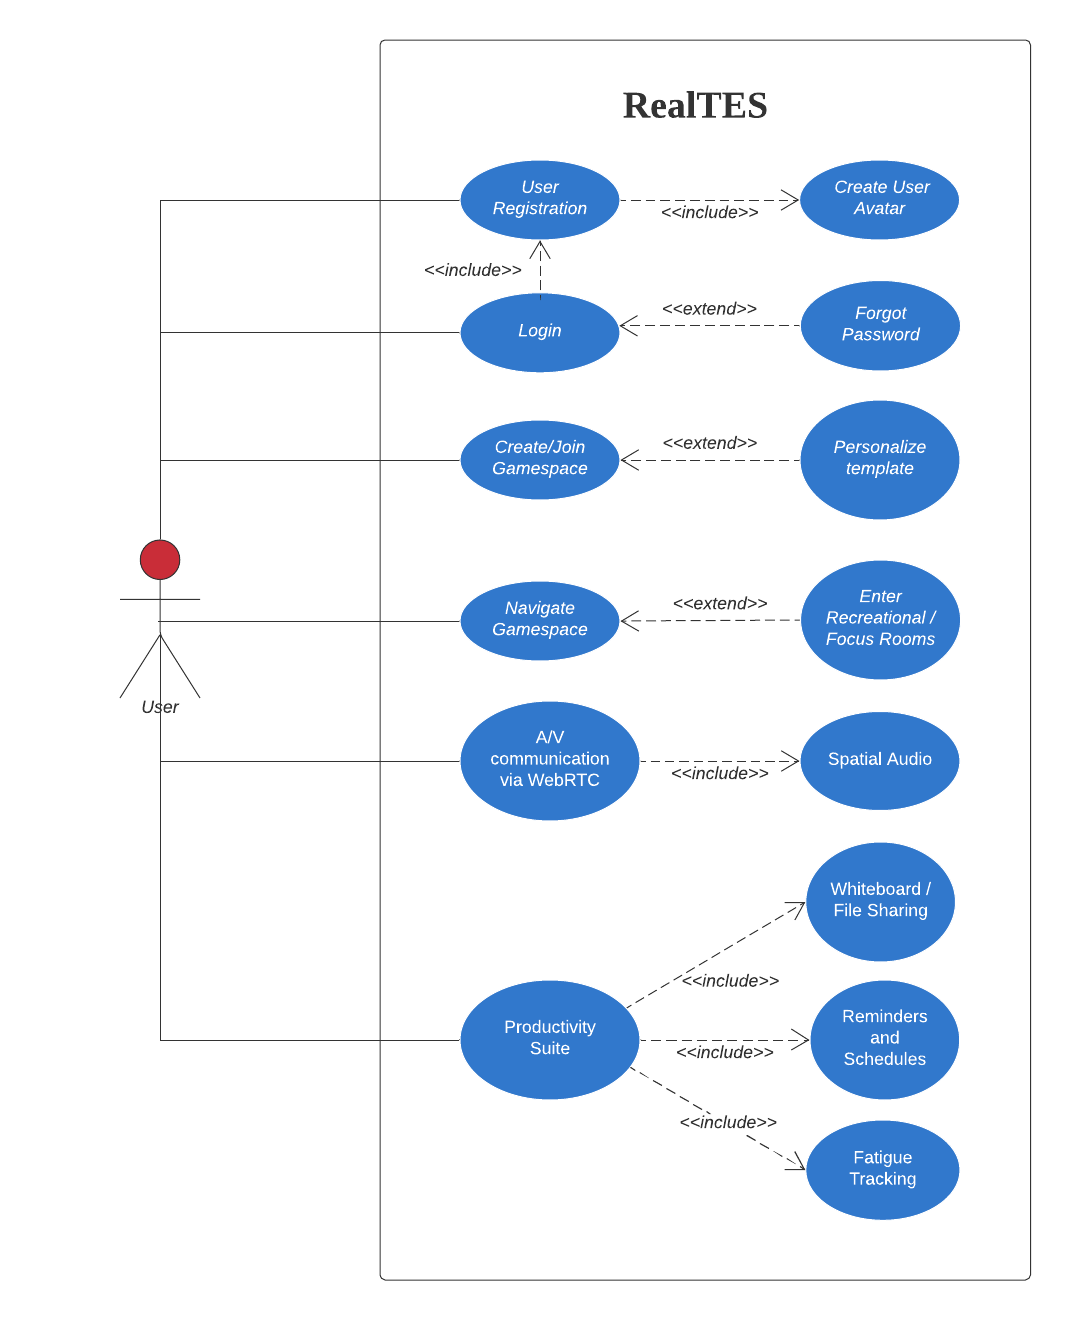 RealTES
User
Registration
<<include>>
Create User
Avatar
<<include>>
Login
<<extend>>
Forgot
Password
Create/Join
Gamespace
<<extend>>
Personalize
template
Navigate
Gamespace
<<extend>>
Enter
Recreational /
Focus Rooms
User
A/V
communication
via WebRTC
<<include>>
Spatial Audio
Whiteboard /
File Sharing
<<include>>
Productivity
Suite
<<include>>
Reminders
and
Schedules
<<include>>
Fatigue
Tracking